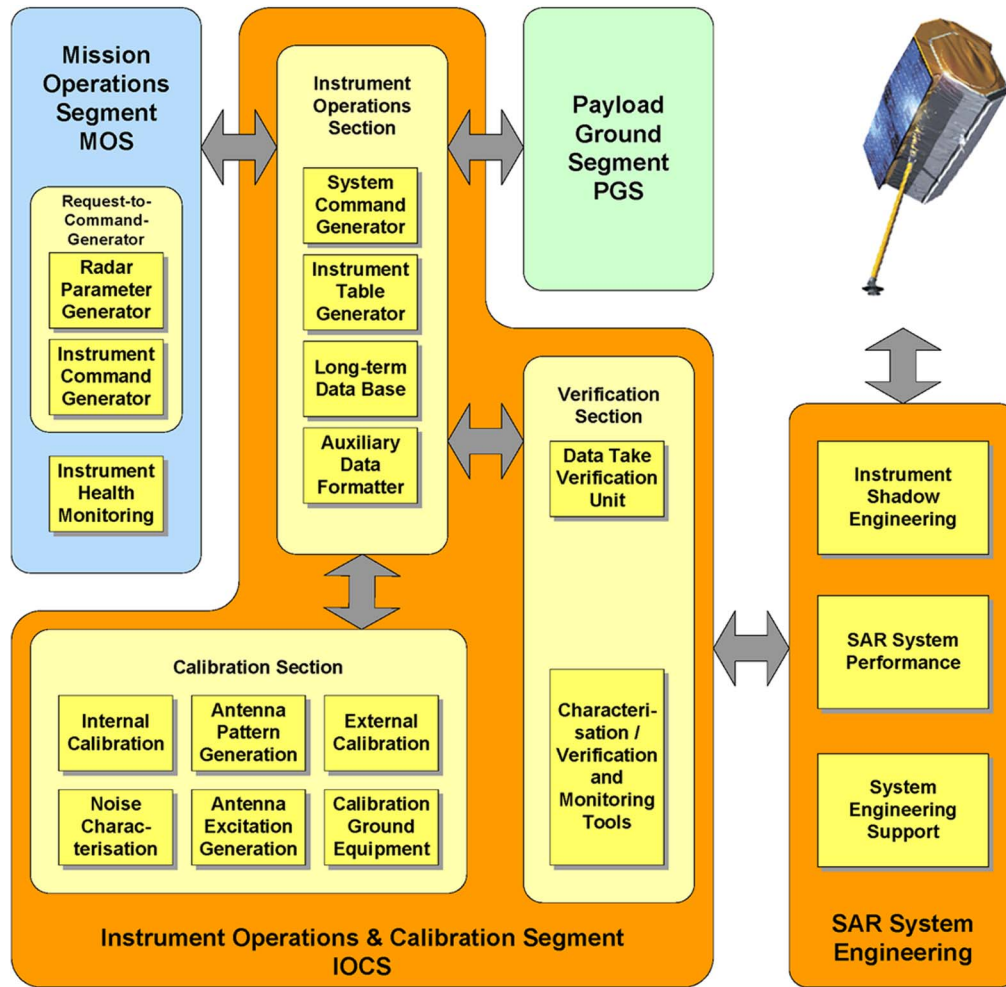 Mission
Operations
Segment
MOS
Request-to-
Command-
Generator
Radar
Parameter
Generator
Instrument
Command
Generator
Instrument
Health
Monitoring
Instrument
Operations
Section
System
Command
Generator
Instrument
Table
Generator
Long-term
Data Base
Auxiliary
Data
Formatter
Payload
Ground
Segment
PGS
Verification
Section
Data Take
Verification
Unit
Characteri-
sation /
Verification
and
Monitoring
Tools
Calibration Section
Internal
Calibration
Antenna
Pattern
Generation
External
Calibration
Noise
Charac-
terisation
Antenna
Excitation
Generation
Calibration
Ground
Equipment
Instrument Operations & Calibration Segment
IOCS
Instrument
Shadow
Engineering
SAR System
Performance
System
Engineering
Support
SAR System
Engineering